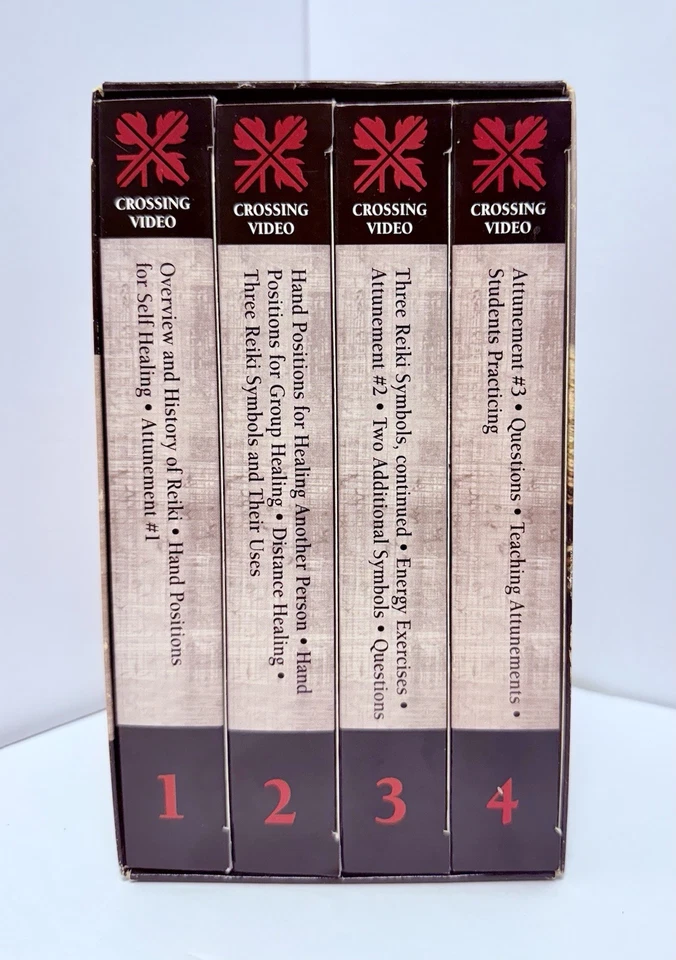 CROSSING
VIDEO
Overview and History of Reiki • Hand Positions
for Self Healing • Attunement #1
1
CROSSING
VIDEO
Hand Positions for Healing Another Person • Hand
Positions for Group Healing • Distance Healing •
Three Reiki Symbols and Their Uses
2
CROSSING
VIDEO
Three Reiki Symbols, continued • Energy Exercises •
Attunement #2 • Two Additional Symbols • Questions
3
CROSSING
VIDEO
Attunement #3 • Questions • Teaching Attunements •
Students Practicing
4